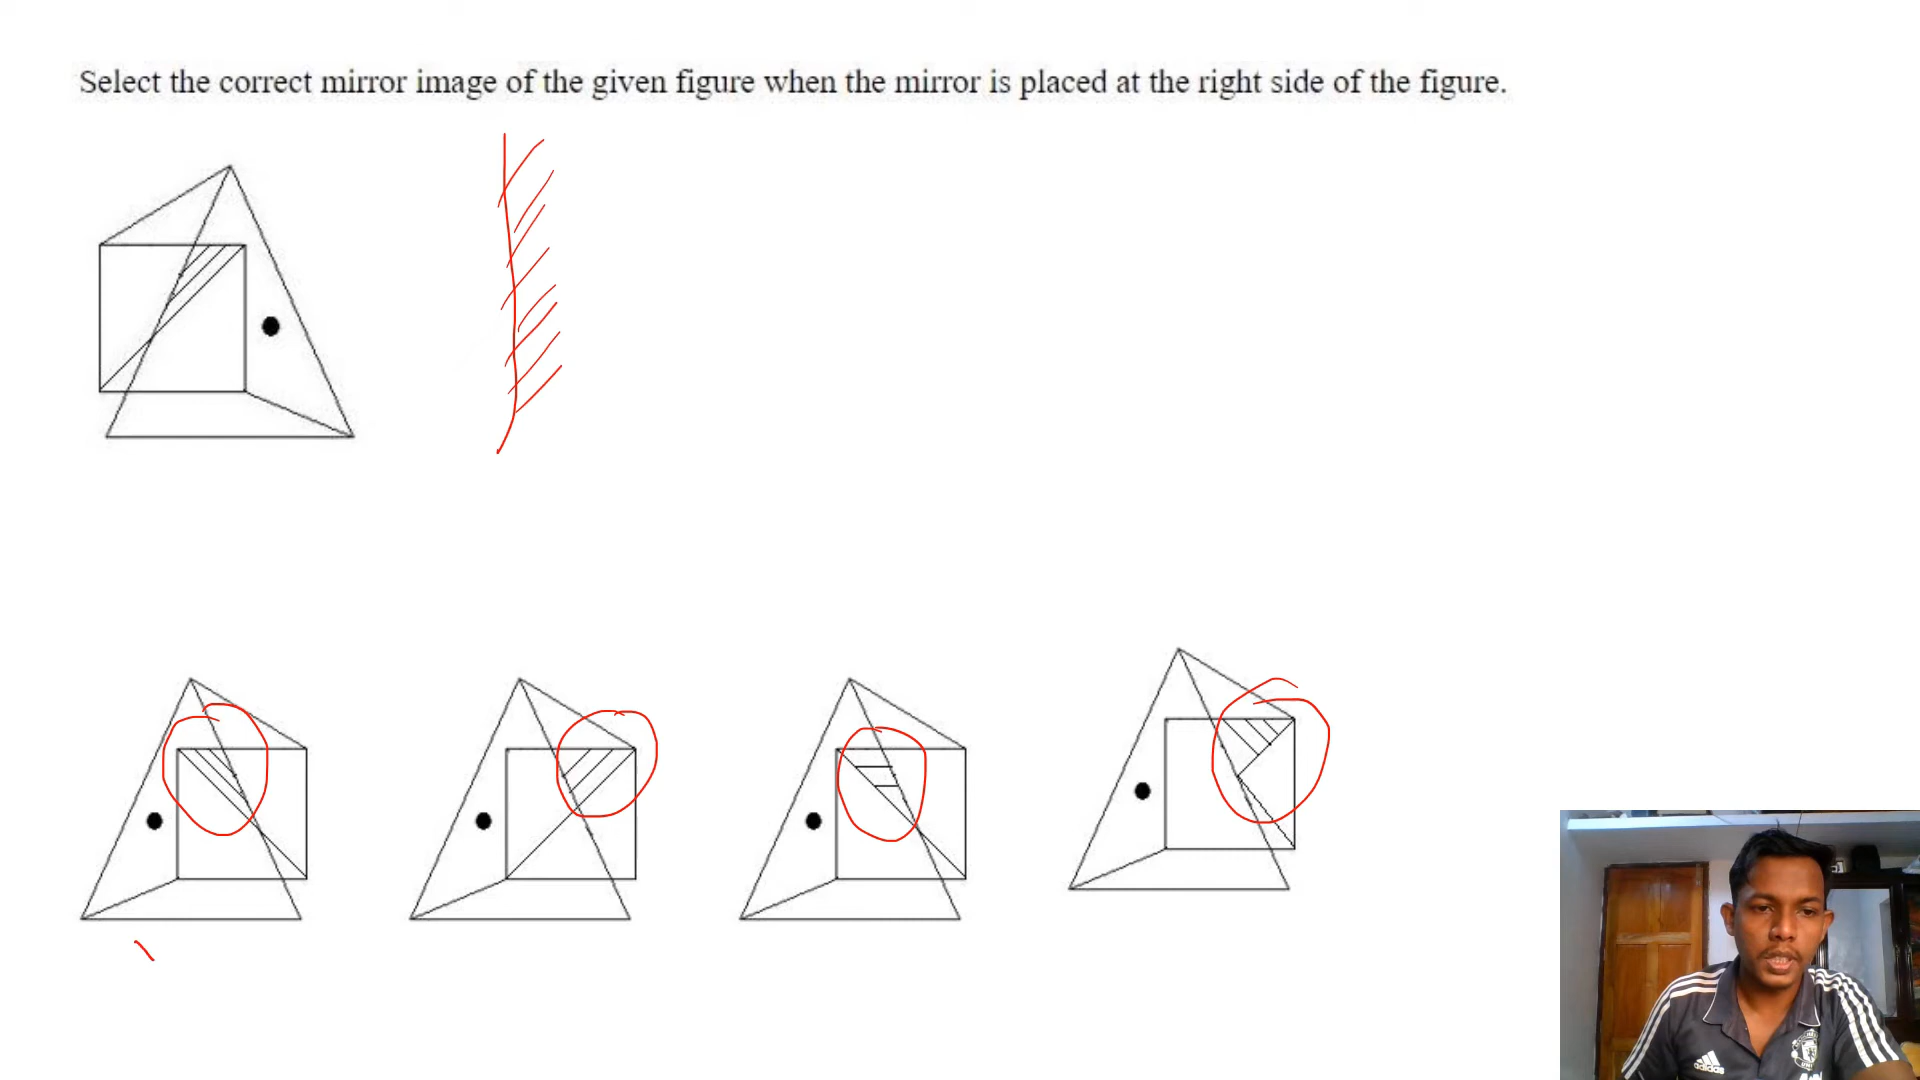 Select the correct mirror image of the given figure when the mirror is placed at the right side of the figure.
adidas